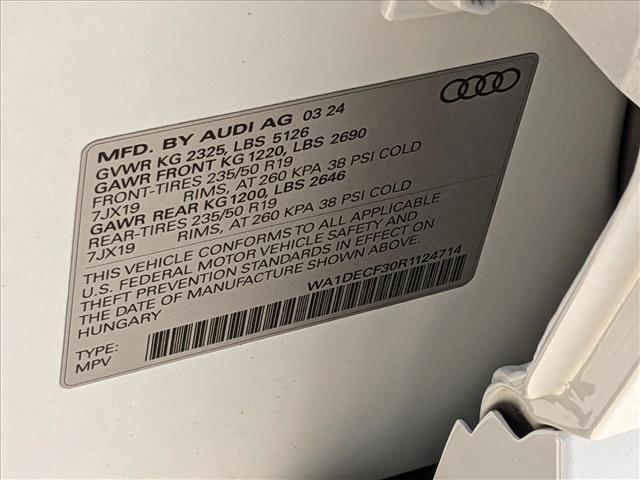 MFD. BY AUDI AG 03 24
GVWR KG 2325, LBS 5126
GAWR FRONT KG 1220, LBS 2690
FRONT-TIRES 235/50 R19
7JX19 RIMS, AT 260 KPA 38 PSI COLD
GAWR REAR KG 1200, LBS 2646
REAR-TIRES 235/50 R19
7JX19 RIMS, AT 260 KPA 38 PSI COLD
THIS VEHICLE CONFORMS TO ALL APPLICABLE
U.S. FEDERAL MOTOR VEHICLE SAFETY AND
THEFT PREVENTION STANDARDS IN EFFECT ON
THE DATE OF MANUFACTURE SHOWN ABOVE.
HUNGARY
WA1DECF30R1124714
TYPE:
MPV